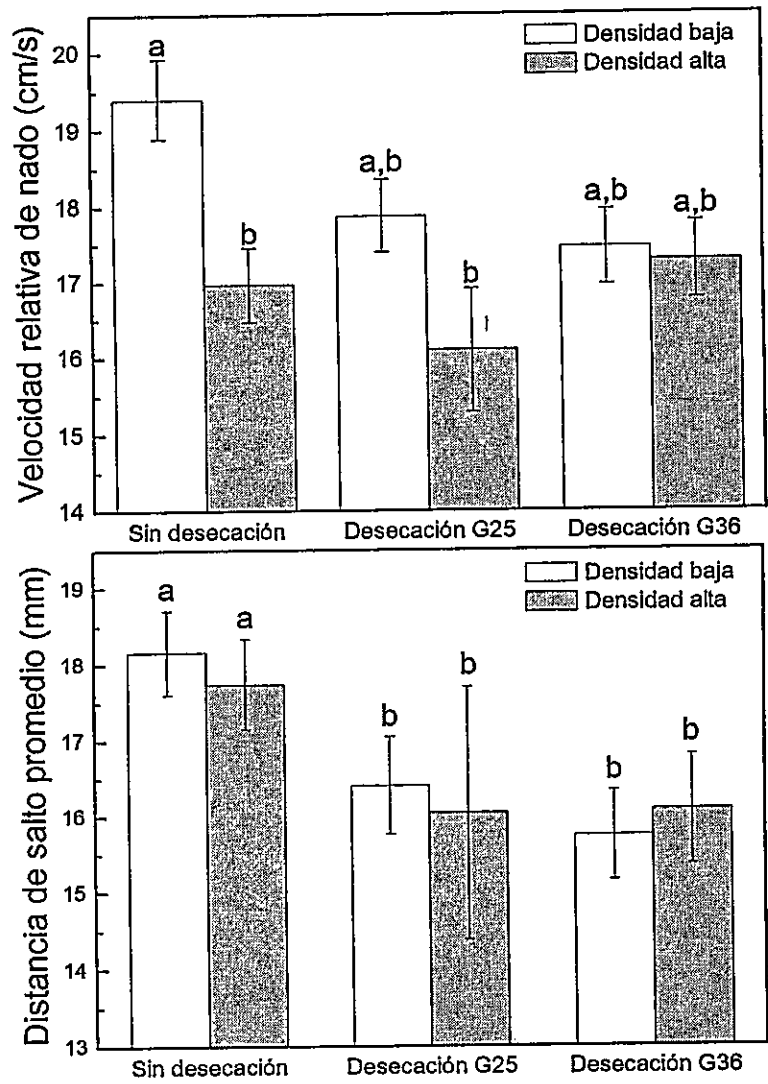 Velocidad relativa de nado (cm/s)
20
19
18
17
16
15
14
Densidad baja
Densidad alta
a
b
a,b
b
a,b
a,b
Sin desecación
Desecación G25
Desecación G36
Distancia de salto promedio (mm)
19
18
17
16
15
14
13
Densidad baja
Densidad alta
a
a
b
b
b
b
Sin desecación
Desecación G25
Desecación G36